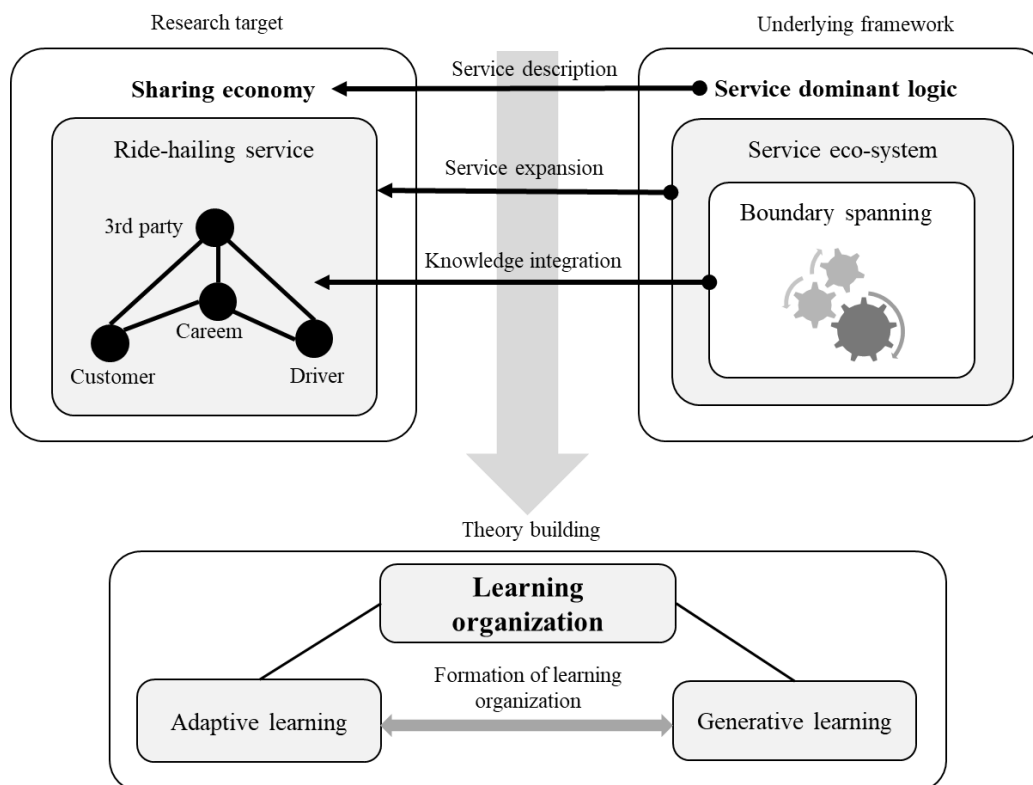 Research target
Underlying framework
Service description
Sharing economy
Service dominant logic
Ride-hailing service
Service eco-system
Service expansion
3rd party
Boundary spanning
Knowledge integration
Careem
Customer
Driver
Theory building
Learning
organization
Formation of learning
organization
Adaptive learning
Generative learning